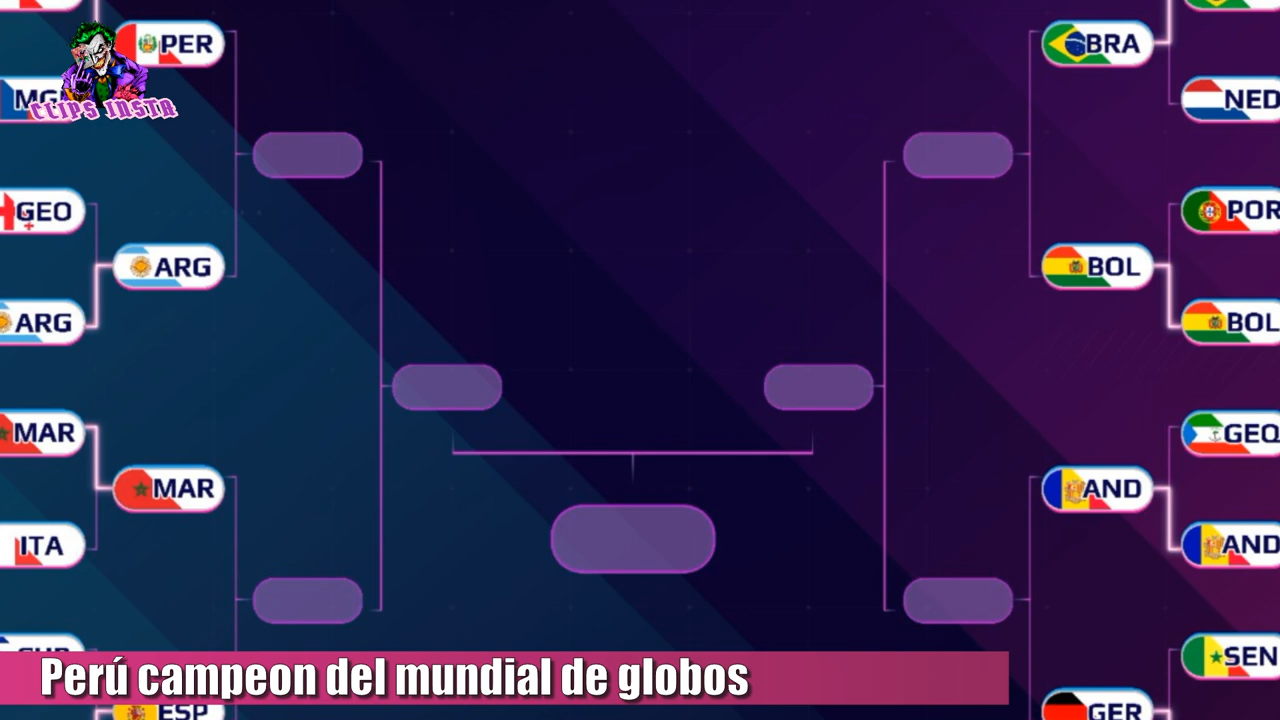 PER
BRA
CLIPS INSTA
NED
GEO
POR
ARG
BOL
ARG
BOL
MAR
GEQ
MAR
AND
ITA
AND
SEN
Perú campeon del mundial de globos
ESP
GER